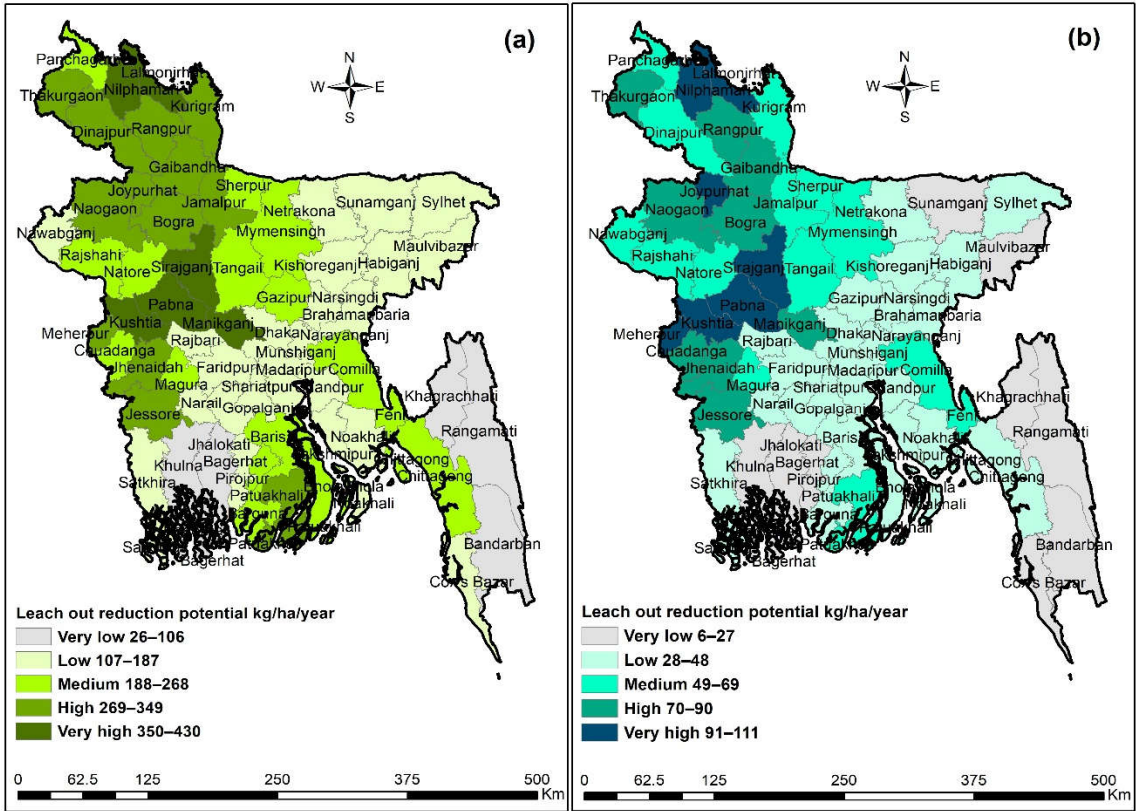 (a)
N
W E
S
Panchagarh
Lalmonirhat
Nilphamari
Thakurgaon
Kurigram
Dinajpur
Rangpur
Gaibandha
Sherpur
Joypurhat
Jamalpur
Netrakona
Sunamganj
Sylhet
Naogaon
Bogra
Nawabganj
Mymensingh
Maulvibazar
Rajshahi
Sirajganj
Tangail
Kishoreganj
Habiganj
Natore
Gazipur
Narsingdi
Pabna
Brahamanbaria
Kushtia
Manikganj
Meherpur
Dhaka
Narayanganj
Rajbari
Munshiganj
Jhenaidah
Faridpur
Madaripur
Comilla
Magura
Shariatpur
Khagrachhari
Narail
Gopalganj
Feni
Jessore
Rangamati
Jhalokati
Noakhali
Khulna
Bagerhat
Chittagong
Satkhira
Pirojpur
Patuakhali
Bandarban
Bagerhat
Cox's Bazar
Leach out reduction potential kg/ha/year
Very low 26–106
Low 107–187
Medium 188–268
High 269–349
Very high 350–430
0 62.5 125 250 375 500
Km
(b)
N
W E
S
Panchagarh
Lalmonirhat
Nilphamari
Thakurgaon
Kurigram
Dinajpur
Rangpur
Gaibandha
Sherpur
Joypurhat
Jamalpur
Netrakona
Sunamganj
Sylhet
Naogaon
Bogra
Nawabganj
Mymensingh
Maulvibazar
Rajshahi
Sirajganj
Tangail
Kishoreganj
Habiganj
Natore
Gazipur
Narsingdi
Pabna
Brahamanbaria
Kushtia
Manikganj
Meherpur
Dhaka
Narayanganj
Rajbari
Munshiganj
Jhenaidah
Faridpur
Madaripur
Comilla
Magura
Shariatpur
Khagrachhari
Narail
Gopalganj
Feni
Jessore
Rangamati
Jhalokati
Noakhali
Khulna
Bagerhat
Chittagong
Satkhira
Pirojpur
Patuakhali
Bandarban
Bagerhat
Cox's Bazar
Leach out reduction potential kg/ha/year
Very low 6–27
Low 28–48
Medium 49–69
High 70–90
Very high 91–111
0 62.5 125 250 375 500
Km